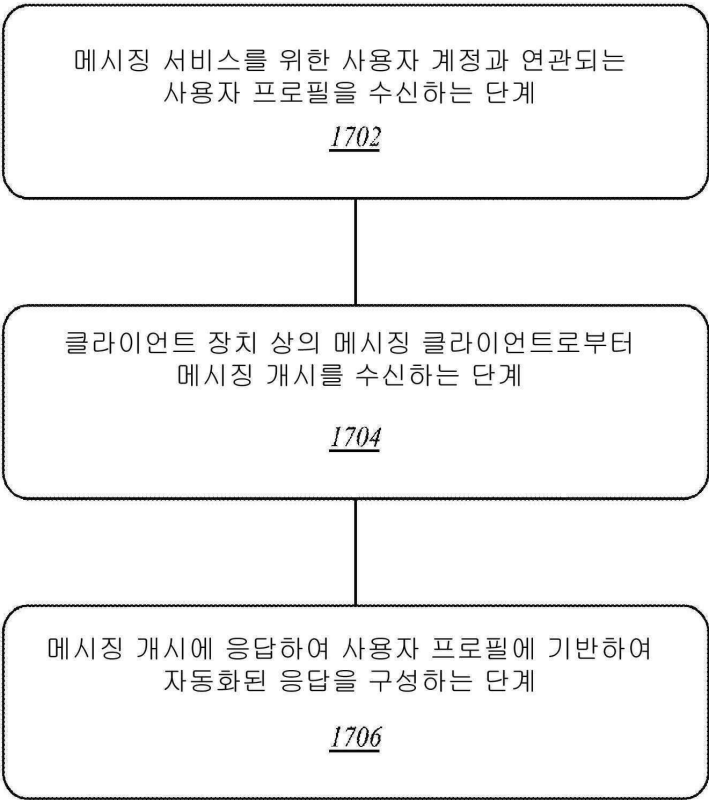 메시징 서비스를 위한 사용자 계정과 연관되는
사용자 프로필을 수신하는 단계
1702
클라이언트 장치 상의 메시징 클라이언트로부터
메시징 개시를 수신하는 단계
1704
메시징 개시에 응답하여 사용자 프로필에 기반하여
자동화된 응답을 구성하는 단계
1706